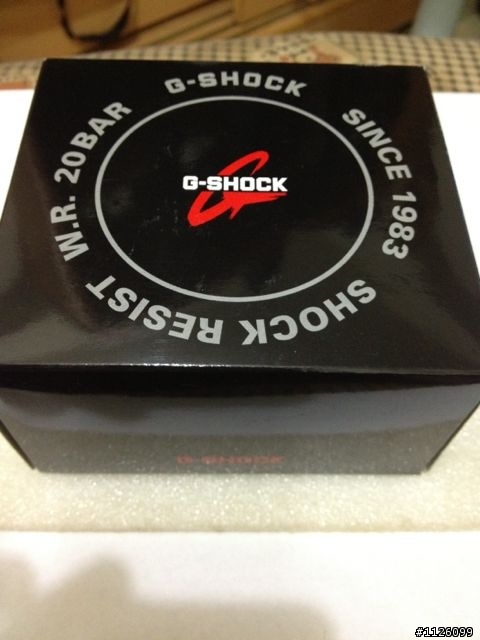 G-SHOCK
SINCE 1983
SHOCK RESIST
W.R. 20BAR
G-SHOCK
G-SHOCK
#1126099